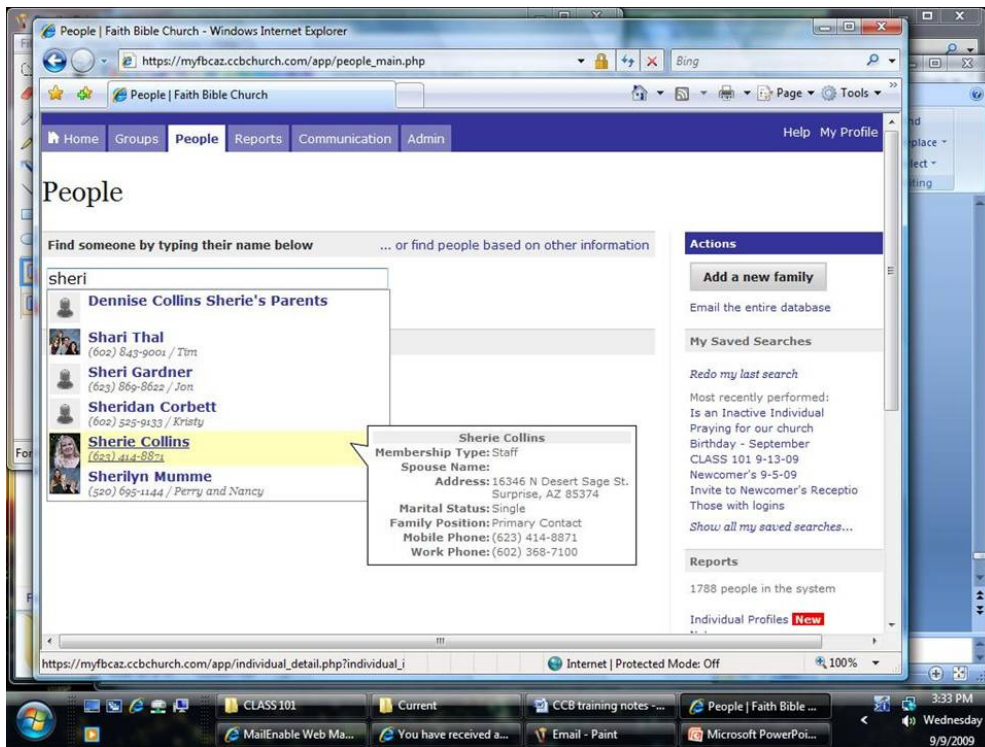 People | Faith Bible Church - Windows Internet Explorer
https://myfbcaz.ccbchurch.com/app/people_main.php
Bing
People | Faith Bible Church
Page
Tools
Home
Groups
People
Reports
Communication
Admin
Help
My Profile
People
Find someone by typing their name below
... or find people based on other information
sheri
Dennise Collins Sherie's Parents
Shari Thal
(602) 843-9001 / Tim
Sheri Gardner
(623) 869-8622 / Jon
Sheridan Corbett
(602) 525-9133 / Kristy
Sherie Collins
(623) 414-8871
Sherilyn Mumme
(520) 695-1144 / Perry and Nancy
Sherie Collins
Membership Type: Staff
Spouse Name:
Address: 16346 N Desert Sage St.
Surprise, AZ 85374
Marital Status: Single
Family Position: Primary Contact
Mobile Phone: (623) 414-8871
Work Phone: (602) 368-7100
Actions
Add a new family
Email the entire database
My Saved Searches
Redo my last search
Most recently performed:
Is an Inactive Individual
Praying for our church
Birthday - September
CLASS 101 9-13-09
Newcomer's 9-5-09
Invite to Newcomer's Receptio
Those with logins
Show all my saved searches...
Reports
1788 people in the system
Individual Profiles New
https://myfbcaz.ccbchurch.com/app/individual_detail.php?individual_i
Internet | Protected Mode: Off
100%
CLASS 101
Current
CCB training notes -...
People | Faith Bible ...
MailEnable Web Ma...
You have received a...
Email - Paint
Microsoft PowerPoi...
3:33 PM
Wednesday
9/9/2009